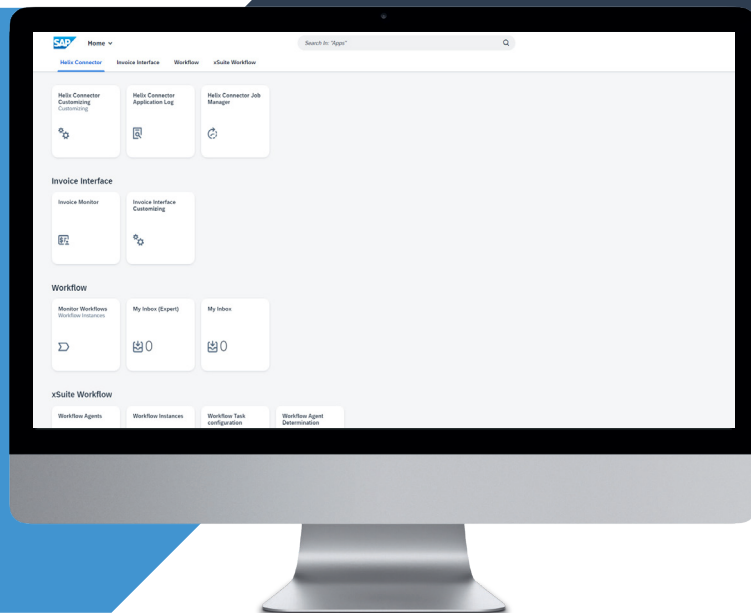 SAP
Home
Search In: "Apps"
Helix Connector
Invoice Interface
Workflow
xSuite Workflow
Helix Connector
Customizing
Customizing
Helix Connector
Application Log
Helix Connector Job
Manager
Invoice Interface
Invoice Monitor
Invoice Interface
Customizing
Workflow
Monitor Workflows
Workflow Instances
My Inbox (Expert)
0
My Inbox
0
xSuite Workflow
Workflow Agents
Workflow Instances
Workflow Task
configuration
Workflow Agent
Determination